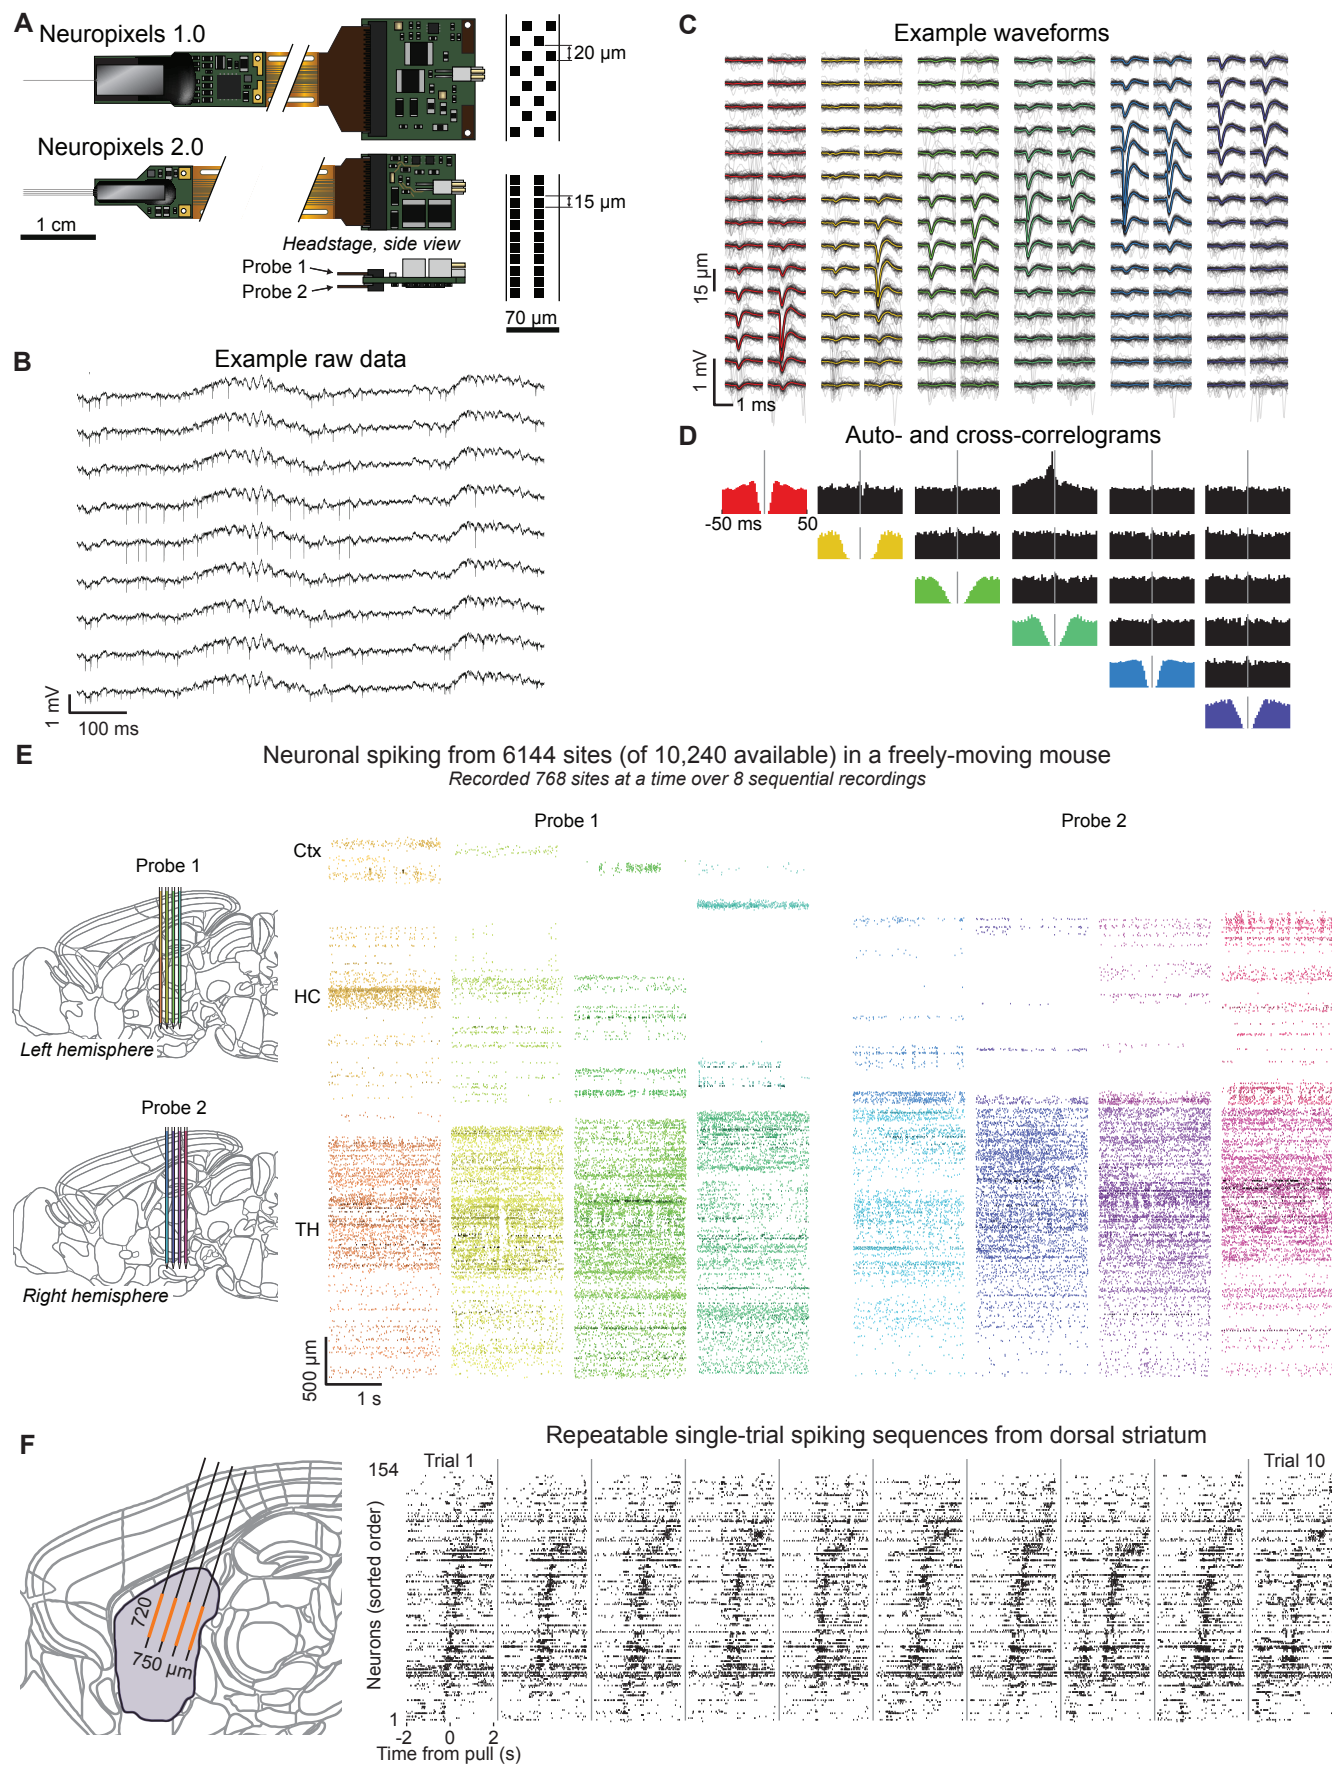 A
Neuropixels 1.0
20 µm
Neuropixels 2.0
15 µm
1 cm
Headstage, side view
Probe 1
Probe 2
70 µm
B
Example raw data
1 mV
100 ms
C
Example waveforms
15 µm
1 mV
1 ms
D
Auto- and cross-correlograms
-50 ms
50
E
Neuronal spiking from 6144 sites (of 10,240 available) in a freely-moving mouse
Recorded 768 sites at a time over 8 sequential recordings
Probe 1
Probe 2
Ctx
Probe 1
HC
Left hemisphere
Probe 2
TH
Right hemisphere
500 µm
1 s
F
Repeatable single-trial spiking sequences from dorsal striatum
Trial 1
Trial 10
154
Neurons (sorted order)
1
720
750 µm
-2
0
2
Time from pull (s)